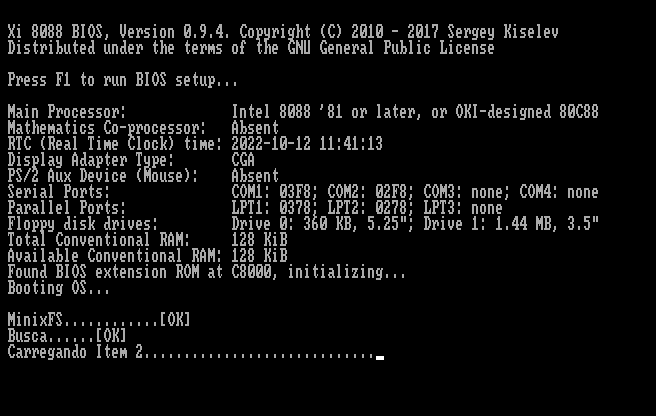 Xi 8088 BIOS, Version 0.9.4. Copyright (C) 2010 - 2017 Sergey Kiselev
Distributed under the terms of the GNU General Public License
Press F1 to run BIOS setup...
Main Processor: Intel 8088 '81 or later, or OKI-designed 80C88
Mathematics Co-processor: Absent
RTC (Real Time Clock) time: 2022-10-12 11:41:13
Display Adapter Type: CGA
PS/2 Aux Device (Mouse): Absent
Serial Ports: COM1: 03F8; COM2: 02F8; COM3: none; COM4: none
Parallel Ports: LPT1: 0378; LPT2: 0278; LPT3: none
Floppy disk drives: Drive 0: 360 KB, 5.25"; Drive 1: 1.44 MB, 3.5"
Total Conventional RAM: 128 KiB
Available Conventional RAM: 128 KiB
Found BIOS extension ROM at C8000, initializing...
Booting OS...
MinixFS............[OK]
Busca......[OK]
Carregando Item 2.............................